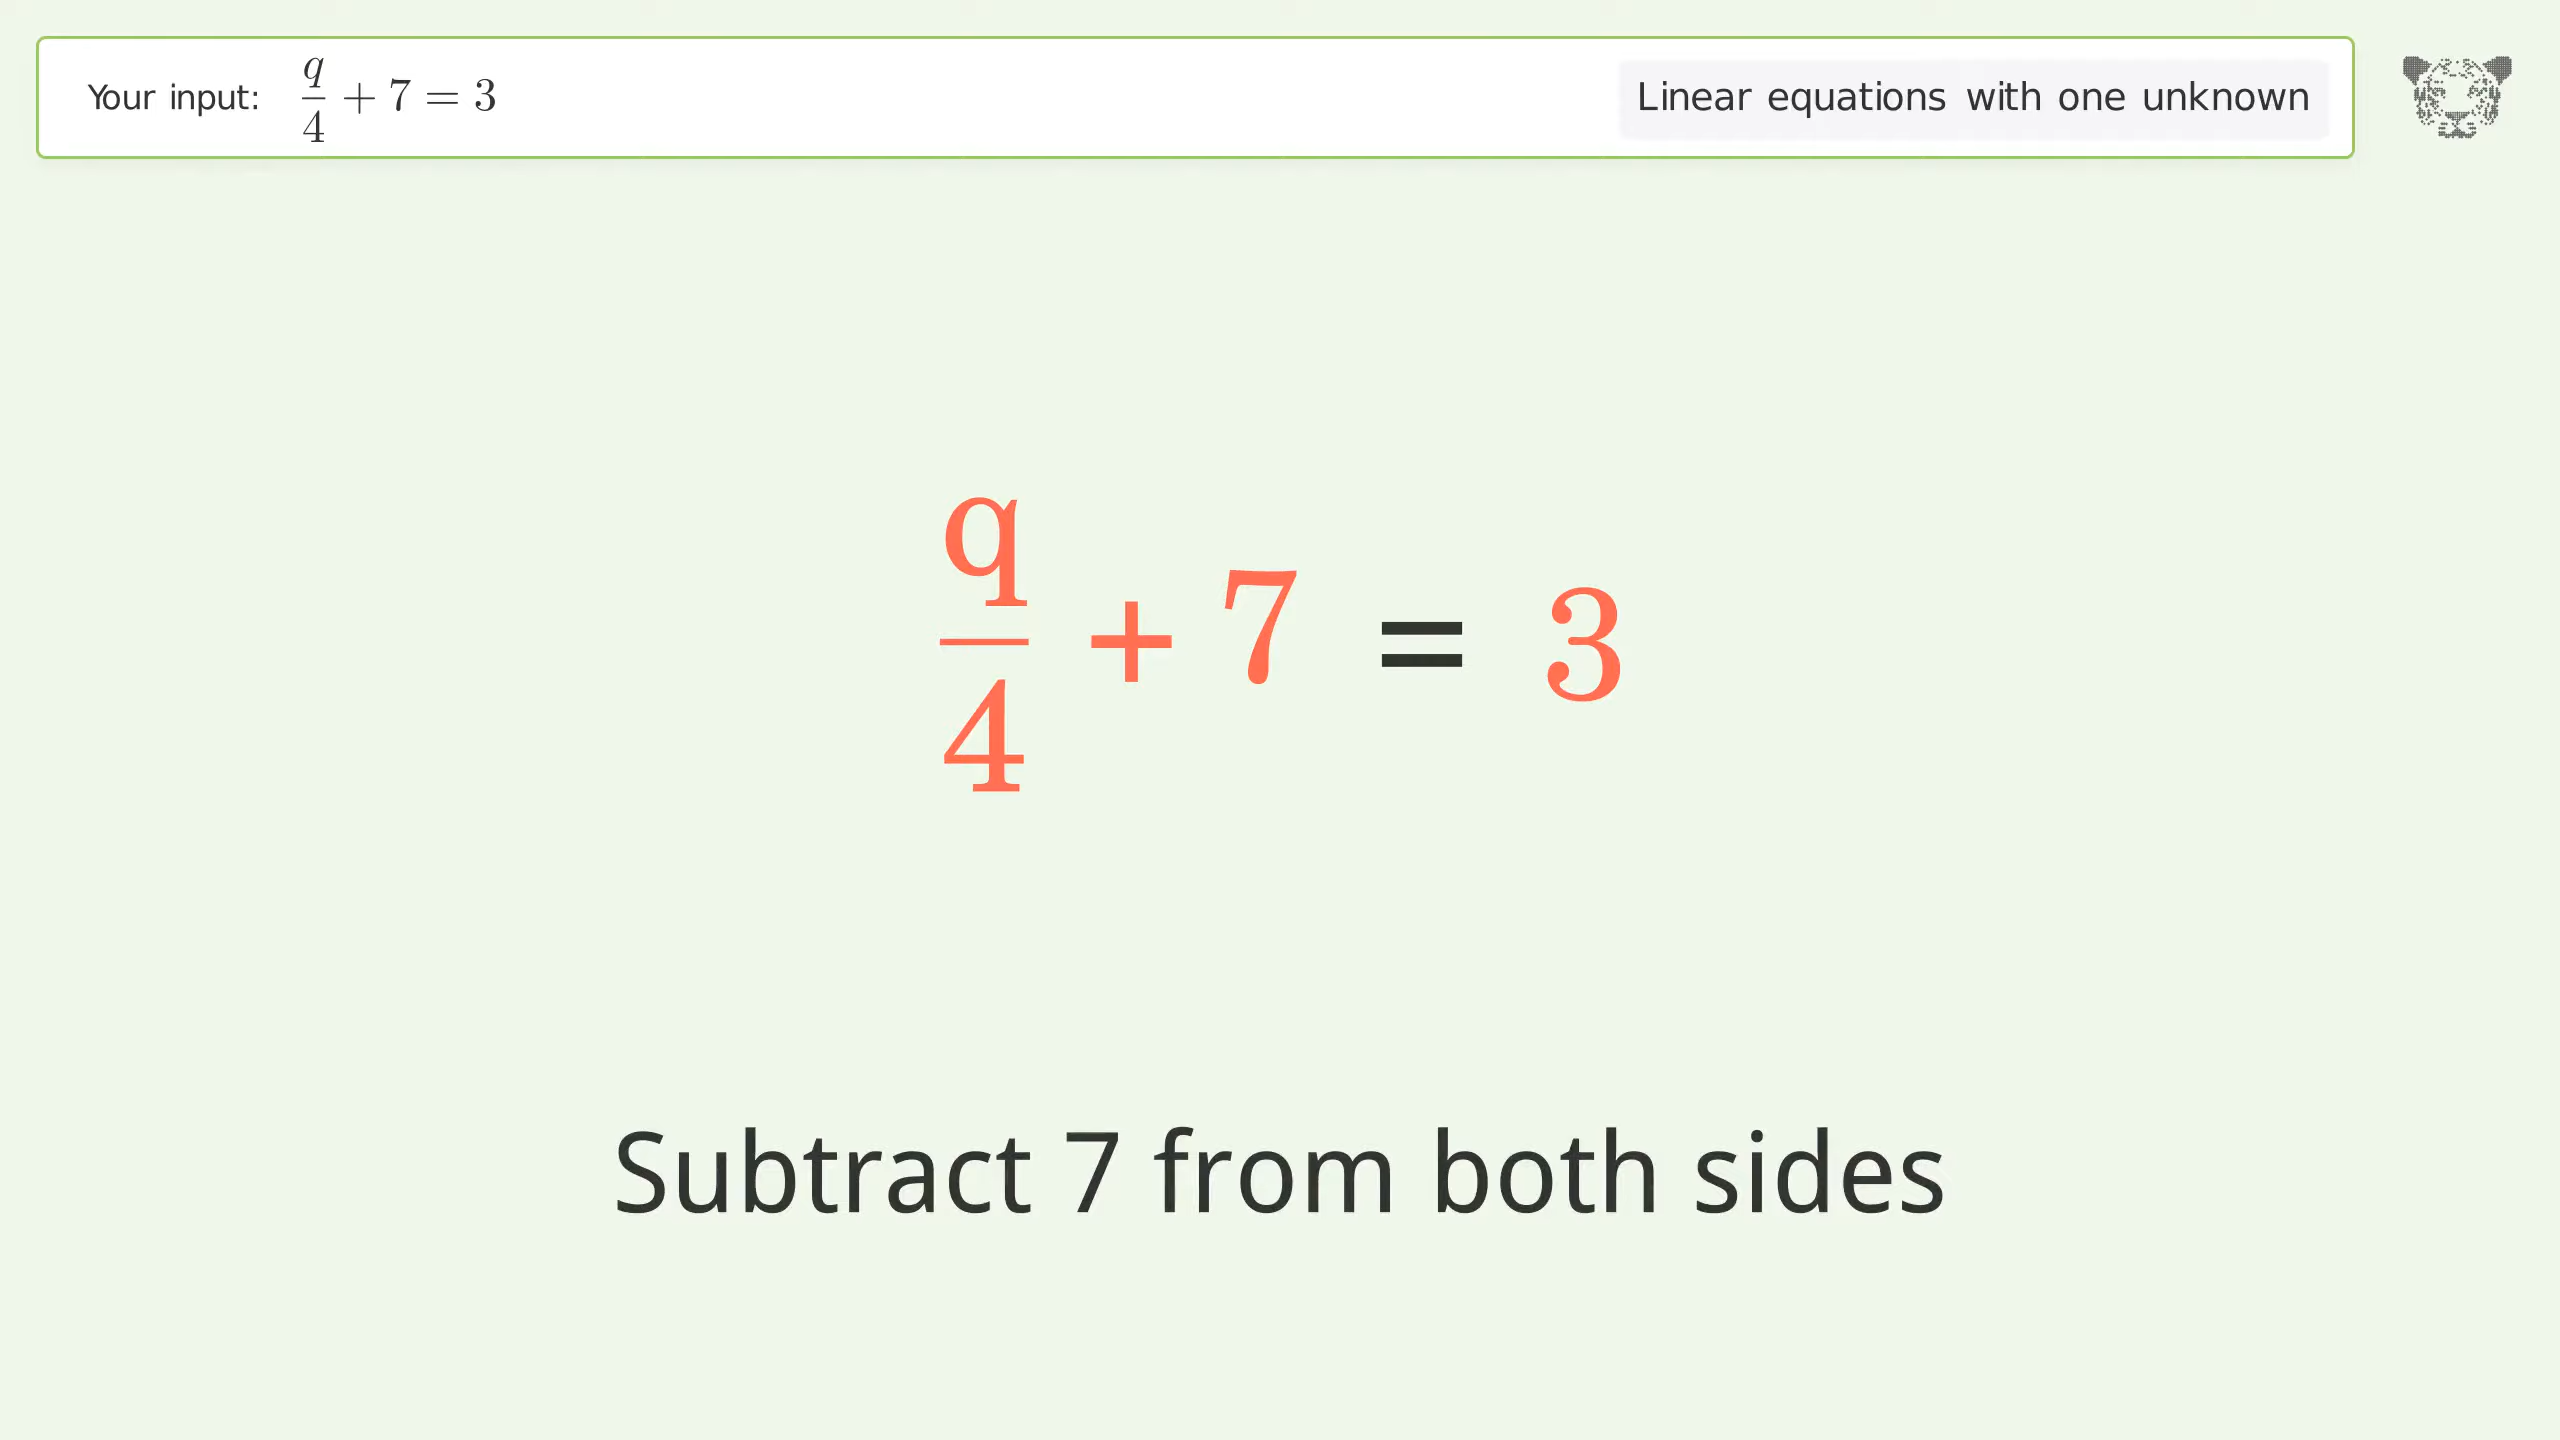 Your input: q/4 + 7 = 3
Linear equations with one unknown
q/4 + 7 = 3
Subtract 7 from both sides